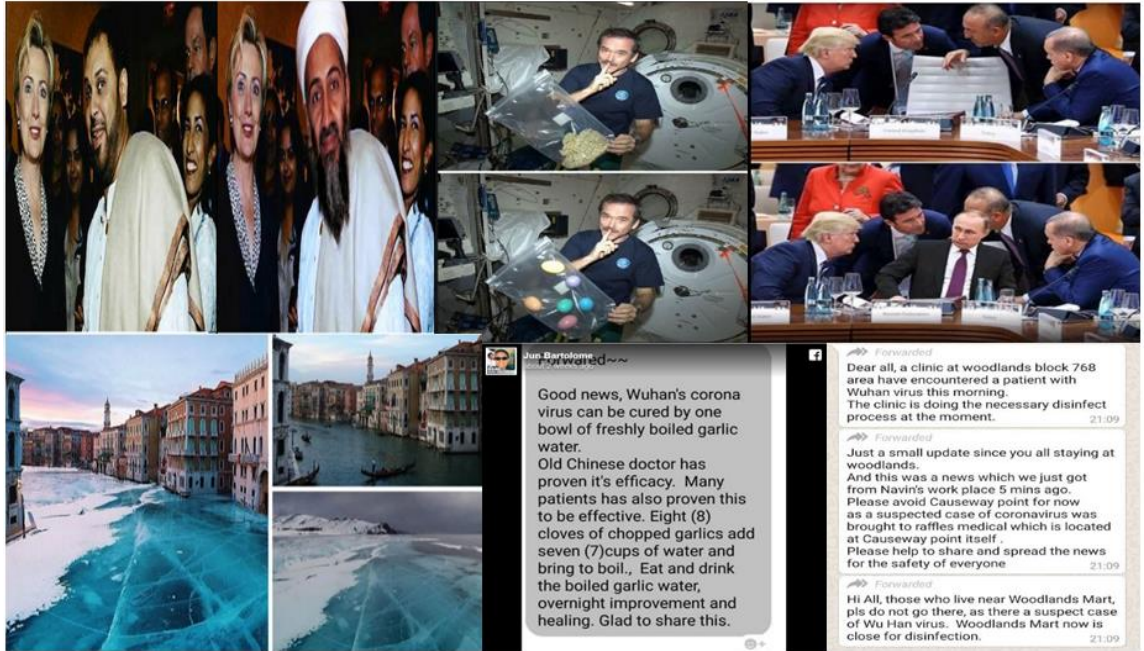 Jun Bartolome
about 2 weeks ago
Forwared~~
Good news, Wuhan's corona
virus can be cured by one
bowl of freshly boiled garlic
water.
Old Chinese doctor has
proven it's efficacy. Many
patients has also proven this
to be effective. Eight (8)
cloves of chopped garlics add
seven (7)cups of water and
bring to boil., Eat and drink
the boiled garlic water,
overnight improvement and
healing. Glad to share this.
Forwarded
Dear all, a clinic at woodlands block 768
area have encountered a patient with
Wuhan virus this morning.
The clinic is doing the necessary disinfect
process at the moment.
21:09
Forwarded
Just a small update since you all staying at
woodlands.
And this was a news which we just got
from Navin's work place 5 mins ago.
Please avoid Causeway point for now
as a suspected case of coronavirus was
brought to raffles medical which is located
at Causeway point itself .
Please help to share and spread the news
for the safety of everyone
21:09
Forwarded
Hi All, those who live near Woodlands Mart,
pls do not go there, as there a suspect case
of Wu Han virus. Woodlands Mart now is
close for disinfection.
21:09